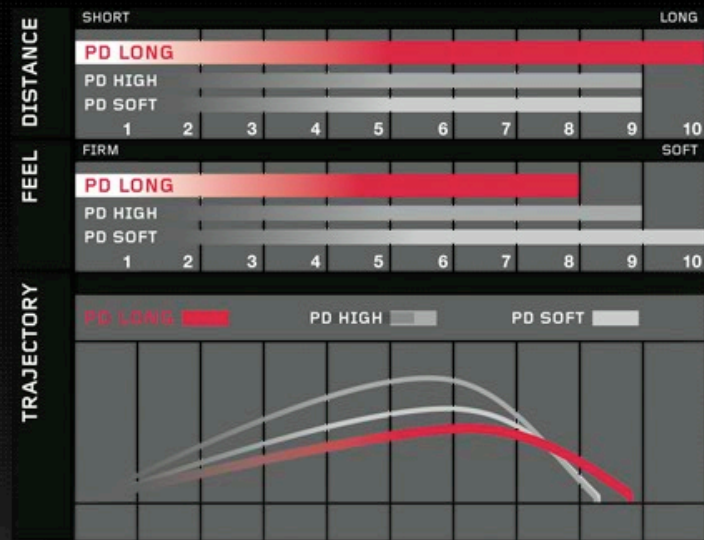 DISTANCE
SHORT LONG
PD LONG
PD HIGH
PD SOFT
1 2 3 4 5 6 7 8 9 10
FEEL
FIRM SOFT
PD LONG
PD HIGH
PD SOFT
1 2 3 4 5 6 7 8 9 10
TRAJECTORY
PD LONG PD HIGH PD SOFT